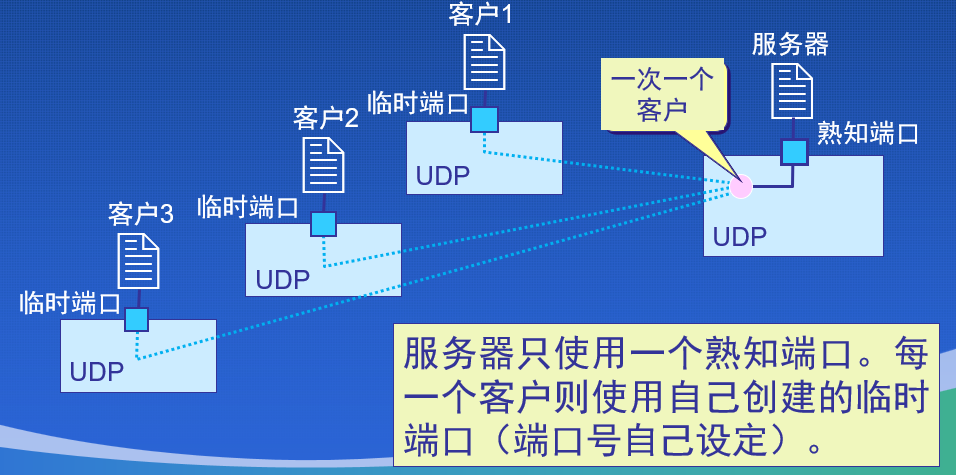 客户1
服务器
一次一个
客户
临时端口
客户2
熟知端口
UDP
临时端口
客户3
UDP
UDP
临时端口
UDP
服务器只使用一个熟知端口。每
一个客户则使用自己创建的临时
端口（端口号自己设定）。